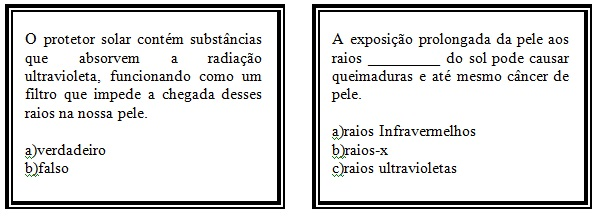 O protetor solar contém substâncias
que absorvem a radiação
ultravioleta, funcionando como um
filtro que impede a chegada desses
raios na nossa pele.
a)verdadeiro
b)falso
A exposição prolongada da pele aos
raios _________ do sol pode causar
queimaduras e até mesmo câncer de
pele.
a)raios Infravermelhos
b)raios-x
c)raios ultravioletas